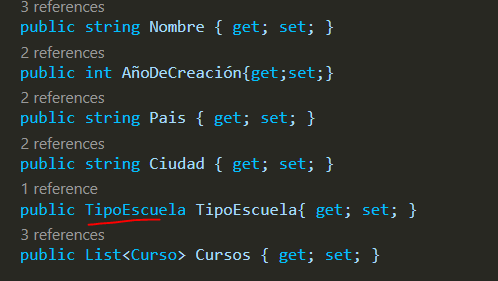 3 references
public string Nombre { get; set; }
2 references
public int AñoDeCreación{get;set;}
2 references
public string Pais { get; set; }
2 references
public string Ciudad { get; set; }
1 reference
public TipoEscuela TipoEscuela{ get; set; }
3 references
public List<Curso> Cursos { get; set; }